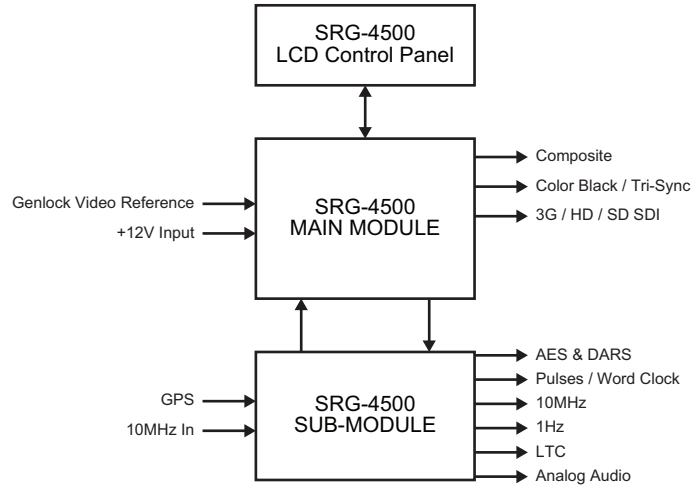 SRG-4500
LCD Control Panel
Genlock Video Reference
+12V Input
SRG-4500
MAIN MODULE
Composite
Color Black / Tri-Sync
3G / HD / SD SDI
GPS
10MHz In
SRG-4500
SUB-MODULE
AES & DARS
Pulses / Word Clock
10MHz
1Hz
LTC
Analog Audio